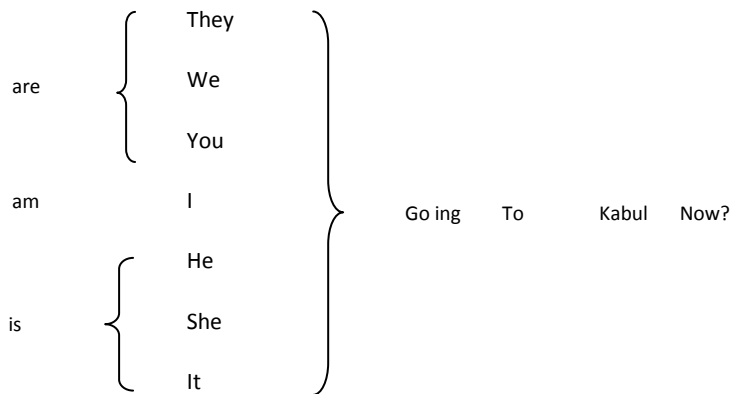 They
are We
You
am I
Go ing To Kabul Now?
He
is She
It